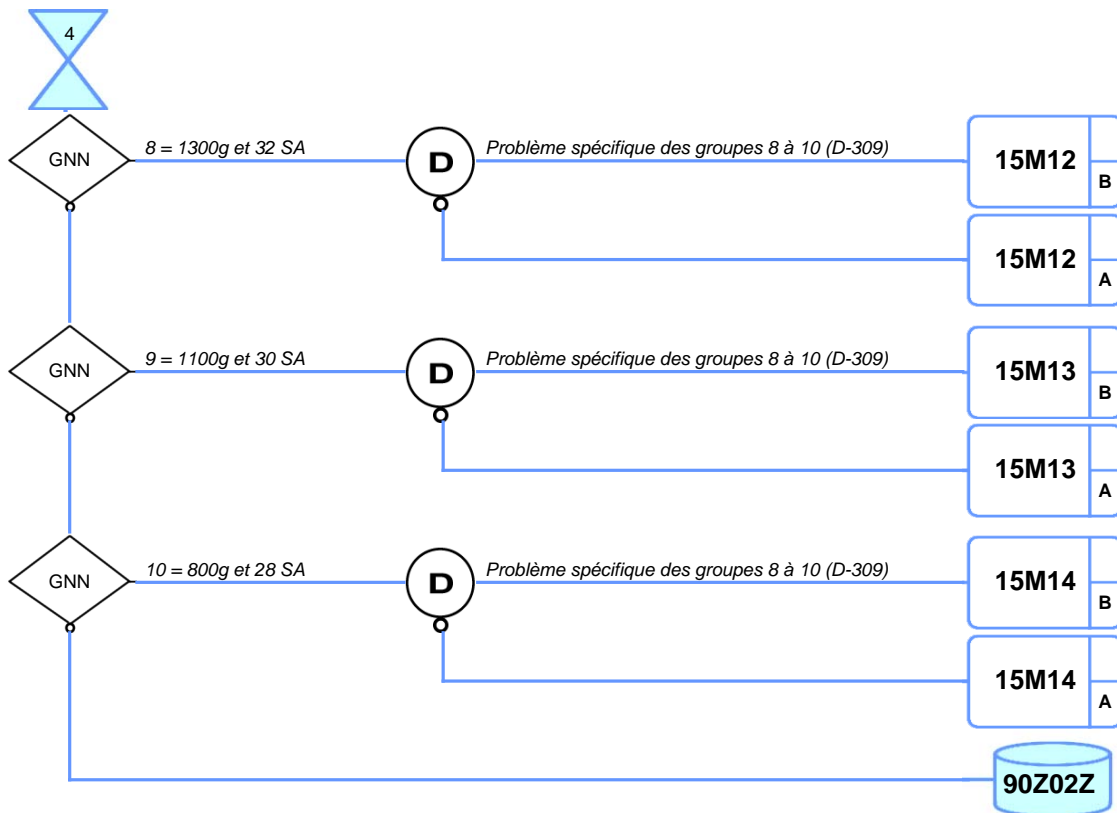 4
GNN
8 = 1300g et 32 SA
D
Problème spécifique des groupes 8 à 10 (D-309)
15M12
B
15M12
A
GNN
9 = 1100g et 30 SA
D
Problème spécifique des groupes 8 à 10 (D-309)
15M13
B
15M13
A
GNN
10 = 800g et 28 SA
D
Problème spécifique des groupes 8 à 10 (D-309)
15M14
B
15M14
A
90Z02Z